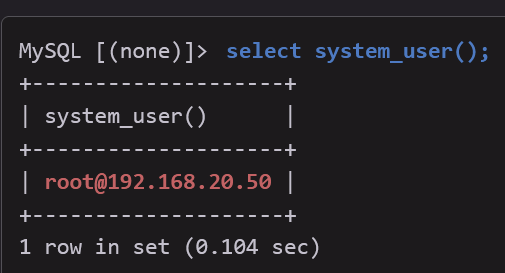 MySQL [(none)]> select system_user();
+--------------------+
| system_user()      |
+--------------------+
| root@192.168.20.50 |
+--------------------+
1 row in set (0.104 sec)